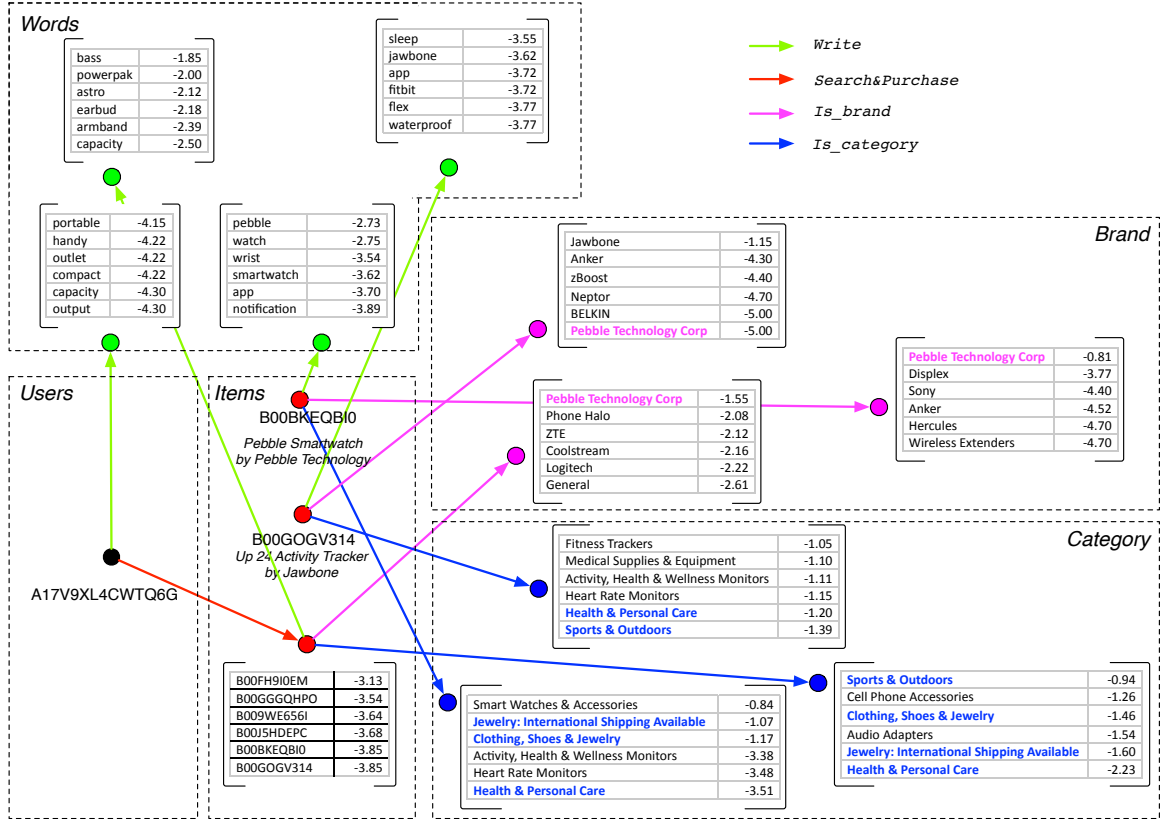 Words
bass -1.85
powerpak -2.00
astro -2.12
earbud -2.18
armband -2.39
capacity -2.50
sleep -3.55
jawbone -3.62
app -3.72
fitbit -3.72
flex -3.77
waterproof -3.77
Write
Search&Purchase
Is_brand
Is_category
portable -4.15
handy -4.22
outlet -4.22
compact -4.22
capacity -4.30
output -4.30
pebble -2.73
watch -2.75
wrist -3.54
smartwatch -3.62
app -3.70
notification -3.89
Brand
Jawbone -1.15
Anker -4.30
zBoost -4.40
Neptor -4.70
BELKIN -5.00
Pebble Technology Corp -5.00
Pebble Technology Corp -1.55
Phone Halo -2.08
ZTE -2.12
Coolstream -2.16
Logitech -2.22
General -2.61
Pebble Technology Corp -0.81
Displex -3.77
Sony -4.40
Anker -4.52
Hercules -4.70
Wireless Extenders -4.70
Users
A17V9XL4CWTQ6G
Items
B00BKEQBI0
Pebble Smartwatch
by Pebble Technology
B00GOGV314
Up 24 Activity Tracker
by Jawbone
B00FH9I0EM -3.13
B00GGGQHPO -3.54
B009WE656I -3.64
B00J5HDEPC -3.68
B00BKEQBI0 -3.85
B00GOGV314 -3.85
Category
Fitness Trackers -1.05
Medical Supplies & Equipment -1.10
Activity, Health & Wellness Monitors -1.11
Heart Rate Monitors -1.15
Health & Personal Care -1.20
Sports & Outdoors -1.39
Smart Watches & Accessories -0.84
Jewelry: International Shipping Available -1.07
Clothing, Shoes & Jewelry -1.17
Activity, Health & Wellness Monitors -3.38
Heart Rate Monitors -3.48
Health & Personal Care -3.51
Sports & Outdoors -0.94
Cell Phone Accessories -1.26
Clothing, Shoes & Jewelry -1.46
Audio Adapters -1.54
Jewelry: International Shipping Available -1.60
Health & Personal Care -2.23